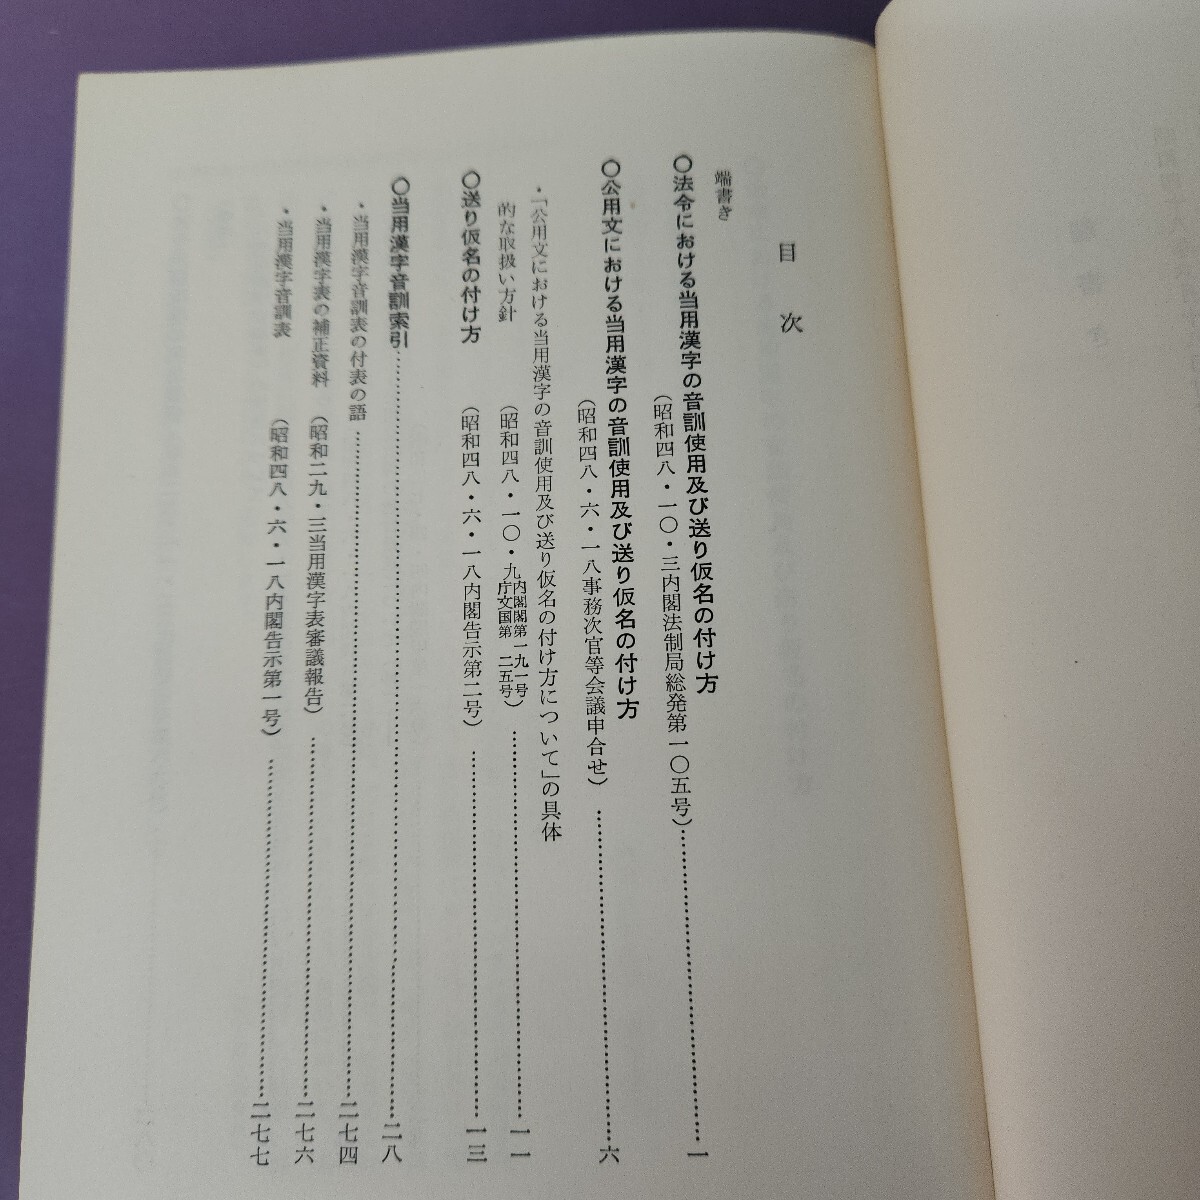 目次
端書き
○法令における当用漢字の音訓使用及び送り仮名の付け方
（昭和四八・一〇・三内閣法制局総発第一〇五号）……一
○公用文における当用漢字の音訓使用及び送り仮名の付け方
（昭和四八・六・一八事務次官等会議申合せ）……六
・「公用文における当用漢字の音訓使用及び送り仮名の付け方について」の具体
的な取扱い方針（昭和四八・一〇・九内閣閣第一九一号庁文国第二五号）……一一
○送り仮名の付け方（昭和四八・六・一八内閣告示第二号）……一三
○当用漢字音訓索引……二八
・当用漢字音訓表の付表の語……二七四
・当用漢字表の補正資料（昭和二九・三当用漢字表審議報告）……二七六
・当用漢字音訓表（昭和四八・六・一八内閣告示第一号）……二七七